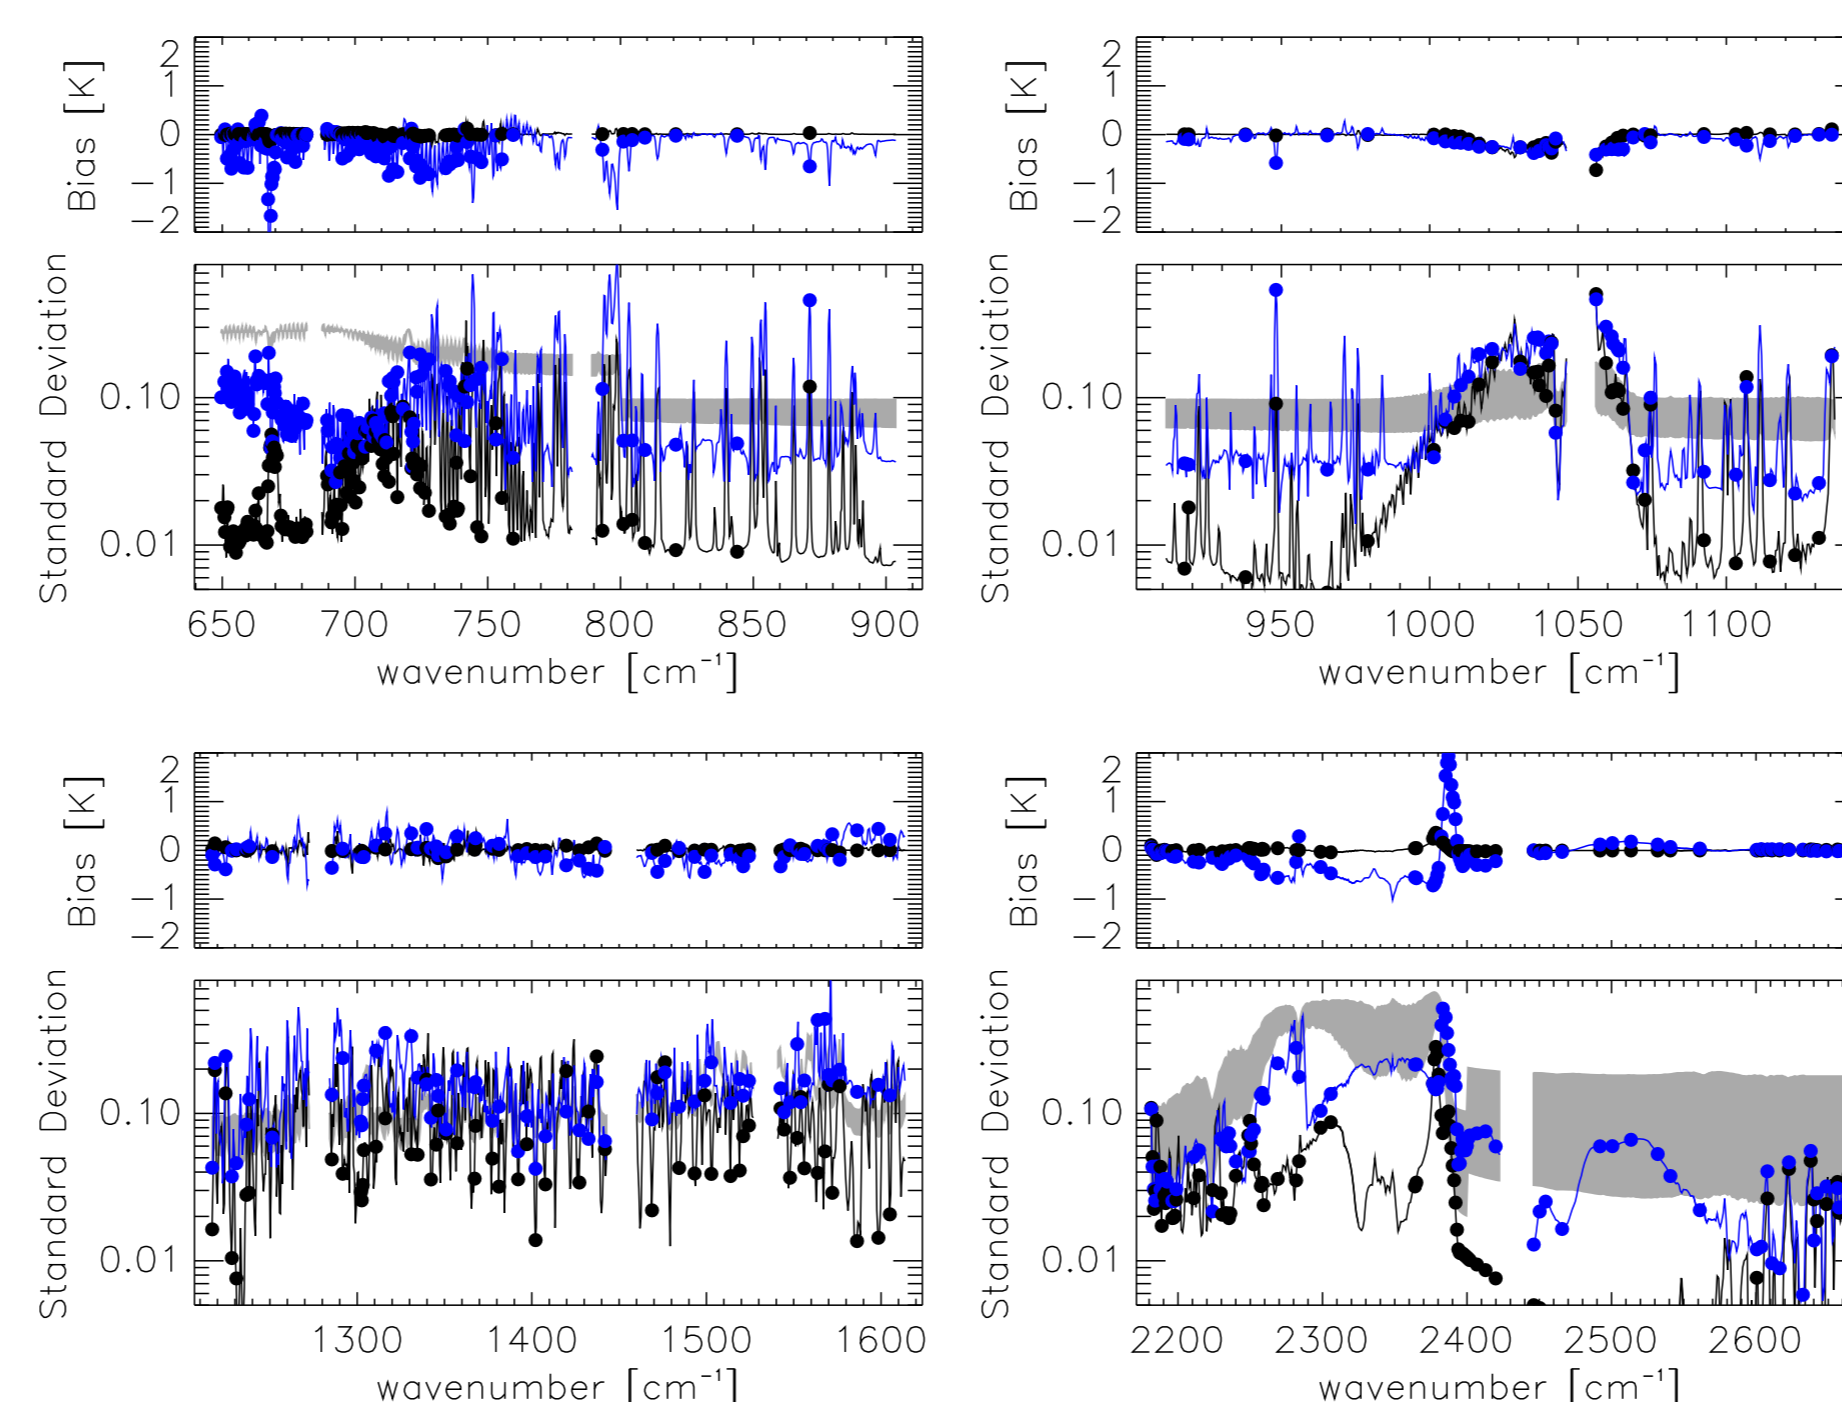 2
1
0
−1
−2
Bias [K]
0.10
0.01
Standard Deviation
650 700 750 800 850 900
wavenumber [cm⁻¹]
2
1
0
−1
−2
Bias [K]
0.10
0.01
Standard Deviation
950 1000 1050 1100
wavenumber [cm⁻¹]
2
1
0
−1
−2
Bias [K]
0.10
0.01
Standard Deviation
1300 1400 1500 1600
wavenumber [cm⁻¹]
2
1
0
−1
−2
Bias [K]
0.10
0.01
Standard Deviation
2200 2300 2400 2500 2600
wavenumber [cm⁻¹]